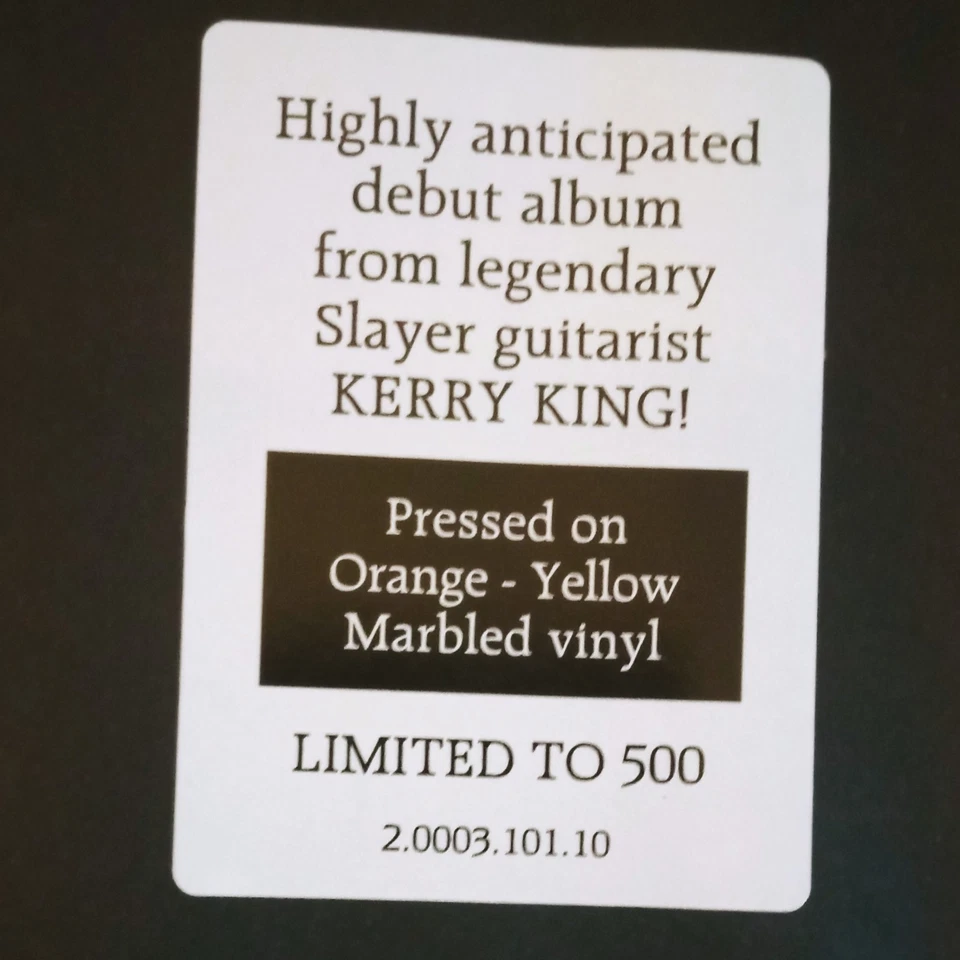 Highly anticipated
debut album
from legendary
Slayer guitarist
KERRY KING!
Pressed on
Orange - Yellow
Marbled vinyl
LIMITED TO 500
2.0003.101.10